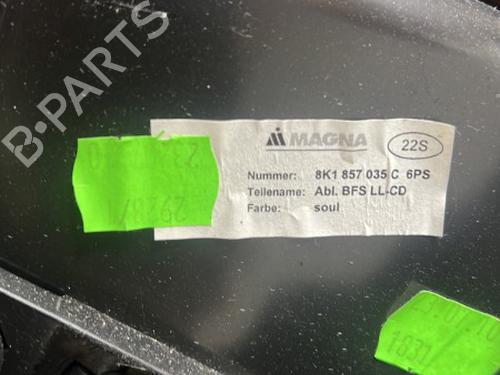 B-PARTS
MAGNA
22S
Nummer: 8K1 857 035 C 6PS
Teilename: Abl. BFS LL-CD
Farbe: soul